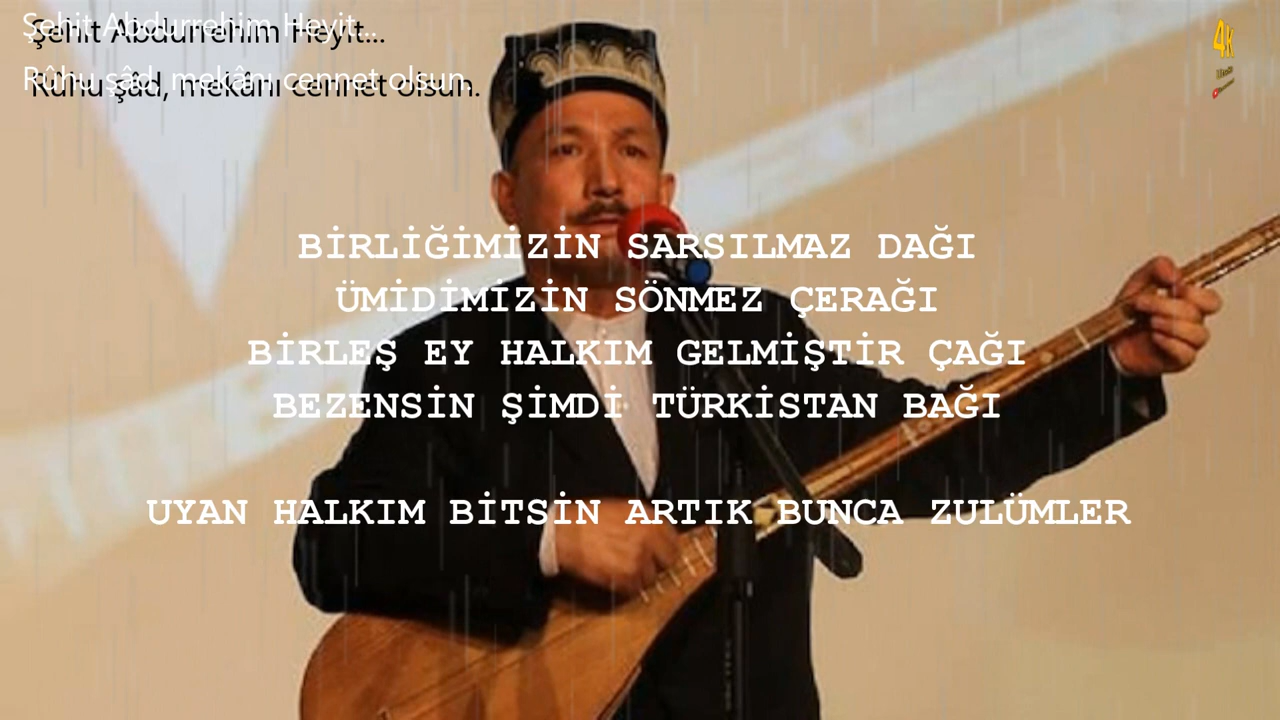 Şehit Abdurrehim Heyit...
Rûhu şâd, mekânı cennet olsun.
4K
BİRLİĞİMİZİN SARSILMAZ DAĞI
ÜMİDİMİZİN SÖNMEZ ÇERAĞI
BİRLEŞ EY HALKIM GELMİŞTİR ÇAĞI
BEZENSİN ŞİMDİ TÜRKİSTAN BAĞI
UYAN HALKIM BİTSİN ARTIK BUNCA ZULÜMLER